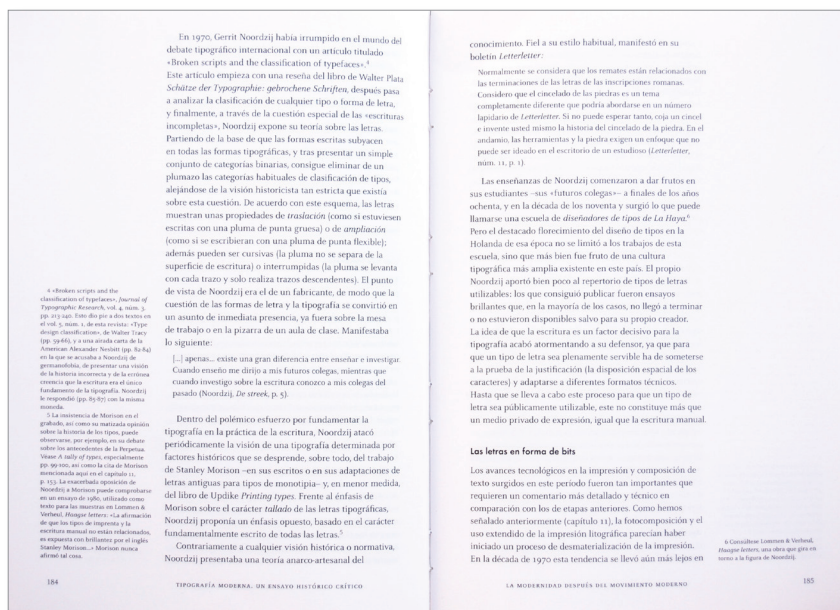 En 1970, Gerrit Noordzij había irrumpido en el mundo del
debate tipográfico internacional con un artículo titulado
«Broken scripts and the classification of typefaces».4
Este artículo empieza con una reseña del libro de Walter Plata
Schätze der Typographie: gebrochene Schriften, después pasa
a analizar la clasificación de cualquier tipo o forma de letra,
y finalmente, a través de la cuestión especial de las «escrituras
incompletas», Noordzij expone su teoría sobre las letras.
Partiendo de la base de que las formas escritas subyacen
en todas las formas tipográficas, y tras presentar un simple
conjunto de categorías binarias, consigue eliminar de un
plumazo las categorías habituales de clasificación de tipos,
alejándose de la visión historicista tan estricta que existía
sobre esta cuestión. De acuerdo con este esquema, las letras
muestran unas propiedades de traslación (como si estuviesen
escritas con una pluma de punta gruesa) o de ampliación
(como si se escribieran con una pluma de punta flexible);
además pueden ser cursivas (la pluma no se separa de la
superficie de escritura) o interrumpidas (la pluma se levanta
con cada trazo y solo realiza trazos descendentes). El punto
de vista de Noordzij era el de un fabricante, de modo que la
cuestión de las formas de letra y la tipografía se convirtió en
un asunto de inmediata presencia, ya fuera sobre la mesa
de trabajo o en la pizarra de un aula de clase. Manifestaba
lo siguiente:
[...] apenas... existe una gran diferencia entre enseñar e investigar.
Cuando enseño me dirijo a mis futuros colegas, mientras que
cuando investigo sobre la escritura conozco a mis colegas del
pasado (Noordzij, De streek, p. 5).
Dentro del polémico esfuerzo por fundamentar la
tipografía en la práctica de la escritura, Noordzij atacó
periódicamente la visión de una tipografía determinada por
factores históricos que se desprende, sobre todo, del trabajo
de Stanley Morison –en sus escritos o en sus adaptaciones de
letras antiguas para tipos de monotipia– y, en menor medida,
del libro de Updike Printing types. Frente al énfasis de
Morison sobre el carácter tallado de las letras tipográficas,
Noordzij proponía un énfasis opuesto, basado en el carácter
fundamentalmente escrito de todas las letras.5
Contrariamente a cualquier visión histórica o normativa,
Noordzij presentaba una teoría anarco-artesanal del
4 «Broken scripts and the
classification of typefaces», Journal of
Typographic Research, vol. 4, núm. 3,
pp. 213-240. Esto dio pie a dos textos en
el vol. 5, núm. 1, de esta revista: «Type
design classification», de Walter Tracy
(pp. 59-66), y a una airada carta de la
American Alexander Nesbitt (pp. 82-84)
en la que se acusaba a Noordzij de
germanofobia, de presentar una visión
de la historia incorrecta y de la errónea
creencia que la escritura era el único
fundamento de la tipografía. Noordzij
le respondió (pp. 85-87) con la misma
moneda.
5 La insistencia de Morison en el
grabado, así como su matizada opinión
sobre la historia de los tipos, puede
observarse, por ejemplo, en su debate
sobre los antecedentes de la Perpetua.
Véase A tally of types, especialmente
pp. 99-100, así como la cita de Morison
mencionada aquí en el capítulo 11,
p. 153. La exacerbada oposición de
Noordzij a Morison puede comprobarse
en un ensayo de 1980, utilizado como
texto para las muestras en Lommen &
Verheul, Haagse letters: «La afirmación
de que los tipos de imprenta y la
escritura manual no están relacionados,
es respuesta con brillantes por el inglés
Stanley Morison...» Morison nunca
afirmó tal cosa.
184
TIPOGRAFÍA MODERNA. UN ENSAYO HISTÓRICO CRÍTICO
conocimiento. Fiel a su estilo habitual, manifestó en su
boletín Letterletter:
Normalmente se considera que los remates están relacionados con
las terminaciones de las letras de las inscripciones romanas.
Considero que el cincelado de las piedras es un tema
completamente diferente que podría abordarse en un número
lapidario de Letterletter. Si no puede esperar tanto, coja un cincel
e invente usted mismo la historia del cincelado de la piedra. En el
andamio, las herramientas y la piedra exigen un enfoque que no
puede ser ideado en el escritorio de un estudioso (Letterletter,
núm. 11, p. 1).
Las enseñanzas de Noordzij comenzaron a dar frutos en
sus estudiantes –sus «futuros colegas»– a finales de los años
ochenta, y en la década de los noventa y surgió lo que puede
llamarse una escuela de diseñadores de tipos de La Haya.6
Pero el destacado florecimiento del diseño de tipos en la
Holanda de esa época no se limitó a los trabajos de esta
escuela, sino que más bien fue fruto de una cultura
tipográfica más amplia existente en este país. El propio
Noordzij aportó bien poco al repertorio de tipos de letras
utilizables: los que consiguió publicar fueron ensayos
brillantes que, en la mayoría de los casos, no llegó a terminar
o no estuvieron disponibles salvo para su propio creador.
La idea de que la escritura es un factor decisivo para la
tipografía acabó atormentando a su defensor, ya que para
que un tipo de letra sea plenamente servible ha de someterse
a la prueba de la justificación (la disposición espacial de los
caracteres) y adaptarse a diferentes formatos técnicos.
Hasta que se lleva a cabo este proceso para que un tipo de
letra sea públicamente utilizable, este no constituye más que
un medio privado de expresión, igual que la escritura manual.
Las letras en forma de bits
Los avances tecnológicos en la impresión y composición de
texto surgidos en este período fueron tan importantes que
requieren un comentario más detallado y técnico en
comparación con los de etapas anteriores. Como hemos
señalado anteriormente (capítulo 11), la fotocomposición y el
uso extendido de la impresión litográfica parecían haber
iniciado un proceso de desmaterialización de la impresión.
En la década de 1970 esta tendencia se llevó aún más lejos en
6 Consúltese Lommen & Verheul,
Haagse letters, una obra que gira en
torno a la figura de Noordzij.
LA MODERNIDAD DESPUÉS DEL MOVIMIENTO MODERNO
185